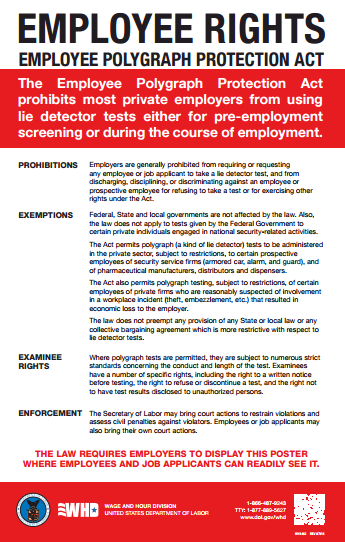 EMPLOYEE RIGHTS
EMPLOYEE POLYGRAPH PROTECTION ACT
The Employee Polygraph Protection Act
prohibits most private employers from using
lie detector tests either for pre-employment
screening or during the course of employment.
PROHIBITIONS
Employers are generally prohibited from requiring or requesting
any employee or job applicant to take a lie detector test, and from
discharging, disciplining, or discriminating against an employee or
prospective employee for refusing to take a test or for exercising other
rights under the Act.
EXEMPTIONS
Federal, State and local governments are not affected by the law. Also,
the law does not apply to tests given by the Federal Government to
certain private individuals engaged in national security-related activities.
The Act permits polygraph (a kind of lie detector) tests to be administered
in the private sector, subject to restrictions, to certain prospective
employees of security service firms (armored car, alarm, and guard), and
of pharmaceutical manufacturers, distributors and dispensers.
The Act also permits polygraph testing, subject to restrictions, of certain
employees of private firms who are reasonably suspected of involvement
in a workplace incident (theft, embezzlement, etc.) that resulted in
economic loss to the employer.
The law does not preempt any provision of any State or local law or any
collective bargaining agreement which is more restrictive with respect to
lie detector tests.
EXAMINEE
RIGHTS
Where polygraph tests are permitted, they are subject to numerous strict
standards concerning the conduct and length of the test. Examinees
have a number of specific rights, including the right to a written notice
before testing, the right to refuse or discontinue a test, and the right not
to have test results disclosed to unauthorized persons.
ENFORCEMENT
The Secretary of Labor may bring court actions to restrain violations and
assess civil penalties against violators. Employees or job applicants may
also bring their own court actions.
THE LAW REQUIRES EMPLOYERS TO DISPLAY THIS POSTER
WHERE EMPLOYEES AND JOB APPLICANTS CAN READILY SEE IT.
WHD
WAGE AND HOUR DIVISION
UNITED STATES DEPARTMENT OF LABOR
1-866-487-9243
TTY: 1-877-889-5627
www.dol.gov/whd